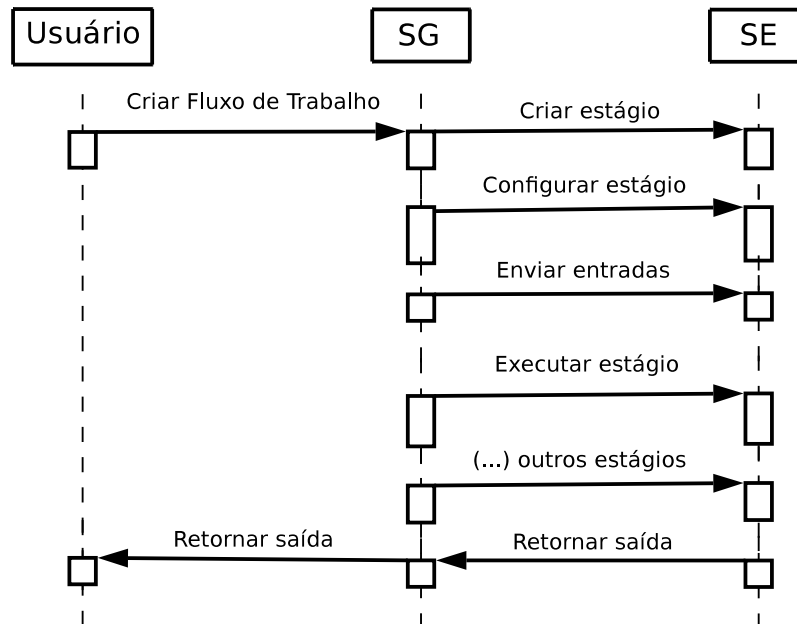 Usuário
SG
SE
Criar Fluxo de Trabalho
Criar estágio
Configurar estágio
Enviar entradas
Executar estágio
(...) outros estágios
Retornar saída
Retornar saída